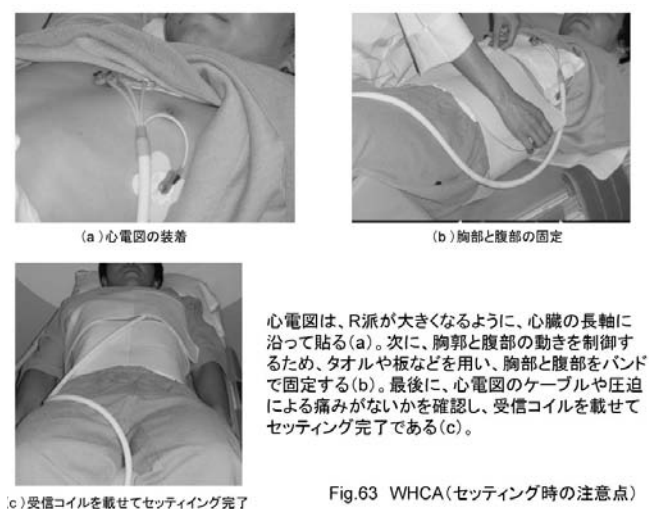 (a)心電図の装着
(b)胸部と腹部の固定
心電図は、R派が大きくなるように、心臓の長軸に
沿って貼る(a)。次に、胸郭と腹部の動きを制御す
るため、タオルや板などを用い、胸部と腹部をバンド
で固定する(b)。最後に、心電図のケーブルや圧迫
による痛みがないかを確認し、受信コイルを載せて
セッティング完了である(c)。
(c)受信コイルを載せてセッティイング完了
Fig.63 WHCA(セッティング時の注意点)